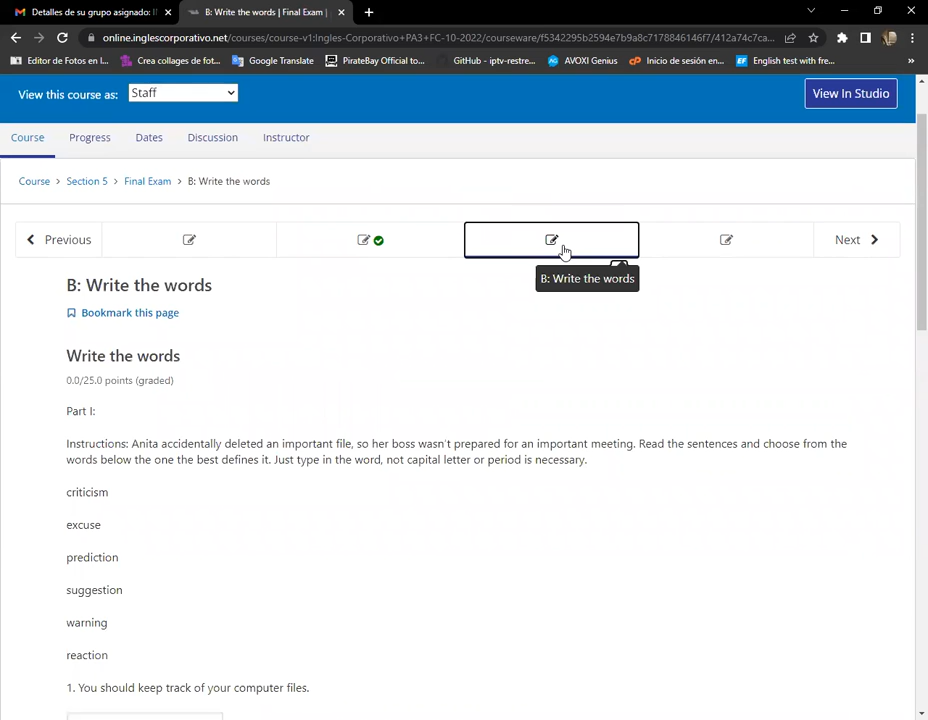 Detalles de su grupo asignado: I
B: Write the words | Final Exam |
online.inglescorporativo.net/courses/course-v1:Ingles-Corporativo+PA3+FC-10-2022/courseware/f5342295b2594e7b9a8c7178846146f7/412a74c7ca...
Editor de Fotos en l...
Crea collages de fot...
Google Translate
PirateBay Official to...
GitHub - iptv-restre...
AVOXI Genius
Inicio de sesión en...
English test with fre...
View this course as:
Staff
View In Studio
Course
Progress
Dates
Discussion
Instructor
Course > Section 5 > Final Exam > B: Write the words
Previous
Next
B: Write the words
B: Write the words
Bookmark this page
Write the words
0.0/25.0 points (graded)
Part I:
Instructions: Anita accidentally deleted an important file, so her boss wasn't prepared for an important meeting. Read the sentences and choose from the
words below the one the best defines it. Just type in the word, not capital letter or period is necessary.
criticism
excuse
prediction
suggestion
warning
reaction
1. You should keep track of your computer files.